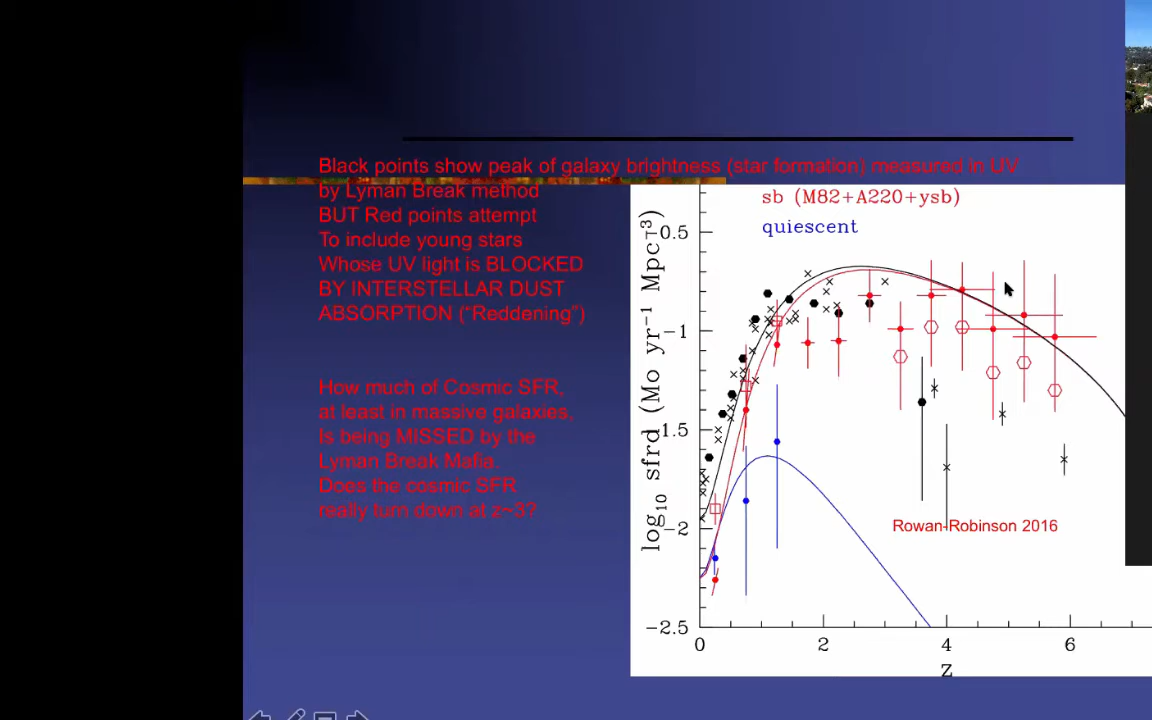 Black points show peak of galaxy brightness (star formation) measured in UV
by Lyman Break method
BUT Red points attempt
To include young stars
Whose UV light is BLOCKED
BY INTERSTELLAR DUST
ABSORPTION (“Reddening”)
How much of Cosmic SFR,
at least in massive galaxies,
Is being MISSED by the
Lyman Break Mafia.
Does the cosmic SFR
really turn down at z~3?
sb (M82+A220+ysb)
quiescent
log10 sfrd (Mo yr−1 Mpc−3)
-0.5
-1
-1.5
-2
-2.5
0 2 4 6
z
Rowan-Robinson 2016